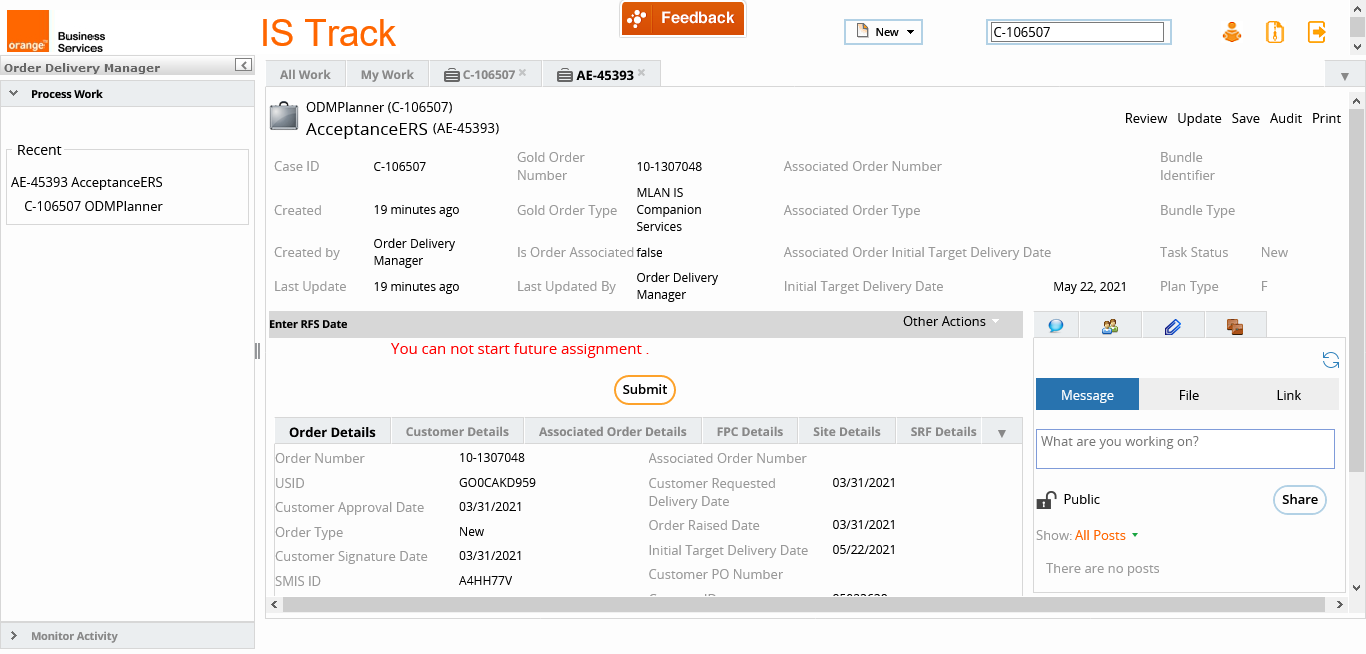 orange™
Business
Services
IS Track
Feedback
New
C-106507
Order Delivery Manager
Process Work
Recent
AE-45393 AcceptanceERS
C-106507 ODMPlanner
Monitor Activity
All Work
My Work
C-106507
AE-45393
ODMPlanner (C-106507)
AcceptanceERS (AE-45393)
Review Update Save Audit Print
Case ID C-106507 Gold Order Number 10-1307048 Associated Order Number Bundle Identifier
Created 19 minutes ago Gold Order Type MLAN IS Companion Services Associated Order Type Bundle Type
Created by Order Delivery Manager Is Order Associated false Associated Order Initial Target Delivery Date Task Status New
Last Update 19 minutes ago Last Updated By Order Delivery Manager Initial Target Delivery Date May 22, 2021 Plan Type F
Enter RFS Date
Other Actions
You can not start future assignment .
Submit
Order Details Customer Details Associated Order Details FPC Details Site Details SRF Details
Order Number 10-1307048
USID GO0CAKD959
Customer Approval Date 03/31/2021
Order Type New
Customer Signature Date 03/31/2021
SMIS ID A4HH77V
Associated Order Number
Customer Requested Delivery Date 03/31/2021
Order Raised Date 03/31/2021
Initial Target Delivery Date 05/22/2021
Customer PO Number
Message File Link
What are you working on?
Public
Share
Show: All Posts
There are no posts